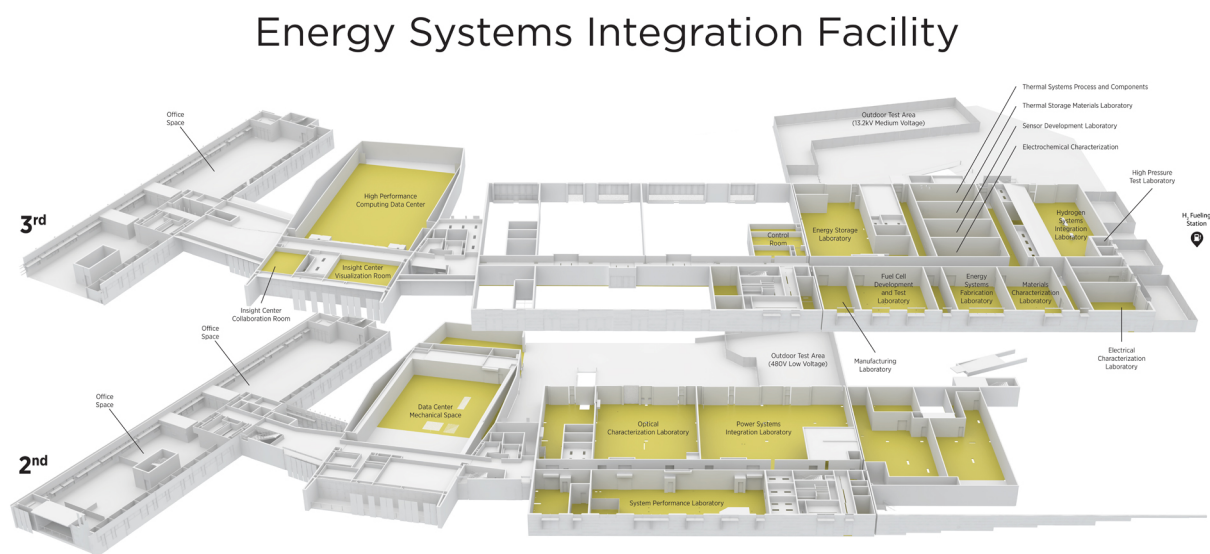 Energy Systems Integration Facility
Thermal Systems Process and Components
Thermal Storage Materials Laboratory
Sensor Development Laboratory
Electrochemical Characterization
Outdoor Test Area
(13.2kV Medium Voltage)
Office
Space
High Pressure
Test Laboratory
3rd
High Performance
Computing Data Center
Hydrogen
Systems
Integration
Laboratory
H2 Fueling
Station
Energy Storage
Laboratory
Control
Room
Insight Center
Visualization Room
Fuel Cell
Development
and Test
Laboratory
Energy
Systems
Fabrication
Laboratory
Materials
Characterization
Laboratory
Insight Center
Collaboration Room
Office
Space
Manufacturing
Laboratory
Electrical
Characterization
Laboratory
Outdoor Test Area
(480V Low Voltage)
Office
Space
2nd
Data Center
Mechanical Space
Optical
Characterization Laboratory
Power Systems
Integration Laboratory
System Performance Laboratory